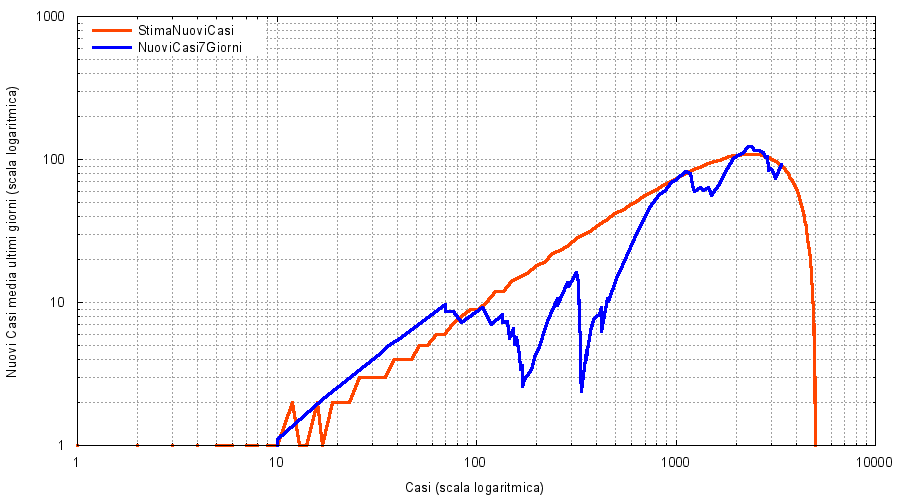 StimaNuoviCasi
NuoviCasi7Giorni
1000
100
10
1
1
10
100
1000
10000
Nuovi Casi media ultimi giorni (scala logaritmica)
Casi (scala logaritmica)